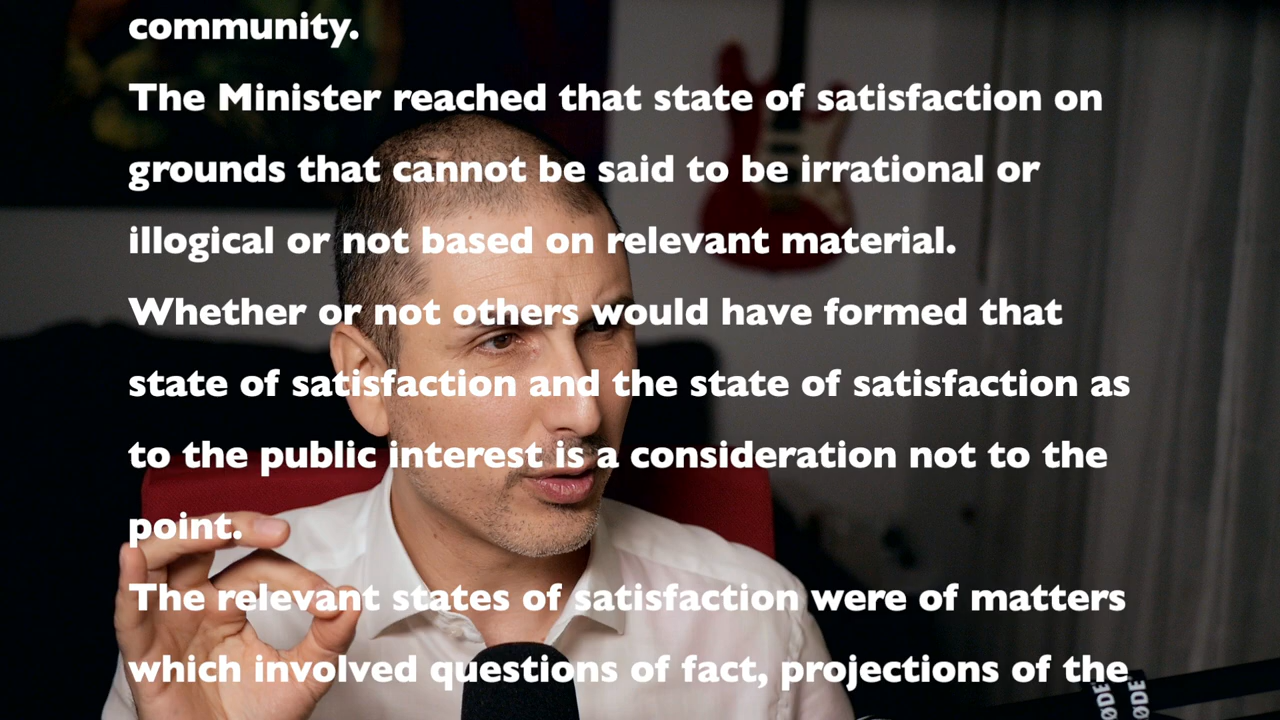 community.
The Minister reached that state of satisfaction on
grounds that cannot be said to be irrational or
illogical or not based on relevant material.
Whether or not others would have formed that
state of satisfaction and the state of satisfaction as
to the public interest is a consideration not to the
point.
The relevant states of satisfaction were of matters
which involved questions of fact, projections of the
RØDE
RØDE